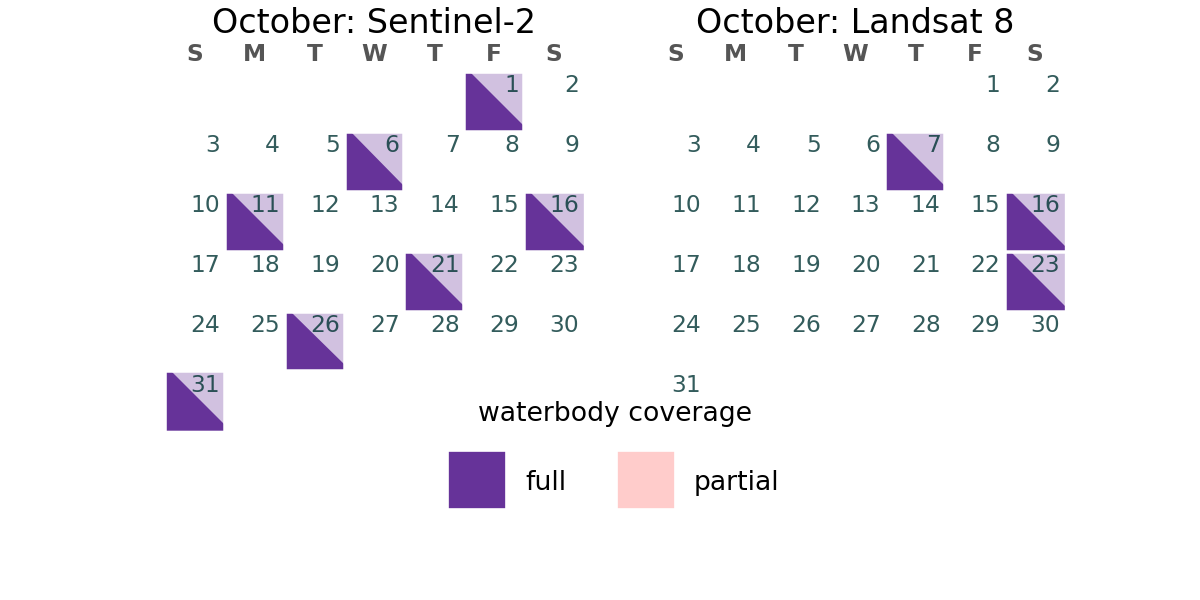 October: Sentinel-2
S M T W T F S
1 2
3 4 5 6 7 8 9
10 11 12 13 14 15 16
17 18 19 20 21 22 23
24 25 26 27 28 29 30
31
October: Landsat 8
S M T W T F S
1 2
3 4 5 6 7 8 9
10 11 12 13 14 15 16
17 18 19 20 21 22 23
24 25 26 27 28 29 30
31
waterbody coverage
full
partial